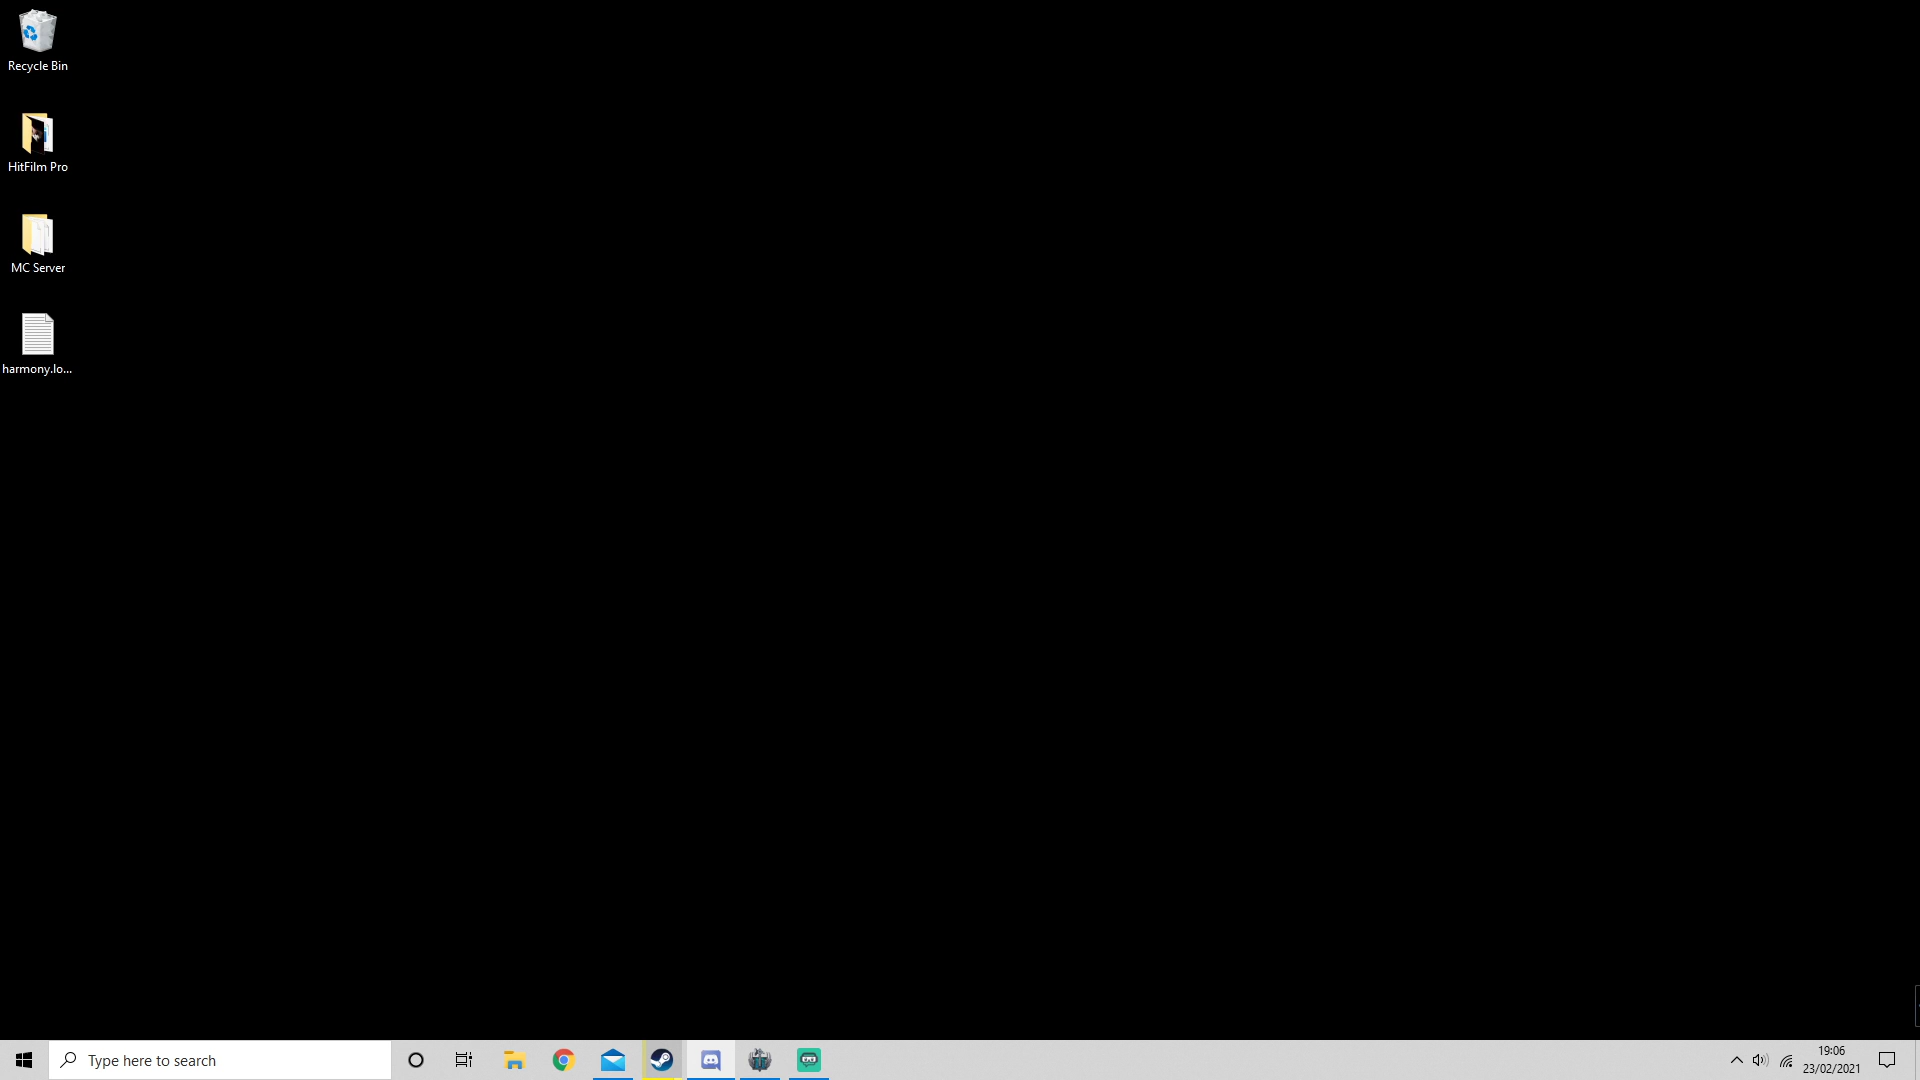 Recycle Bin
HitFilm Pro
MC Server
harmony.lo...
Type here to search
19:06
23/02/2021